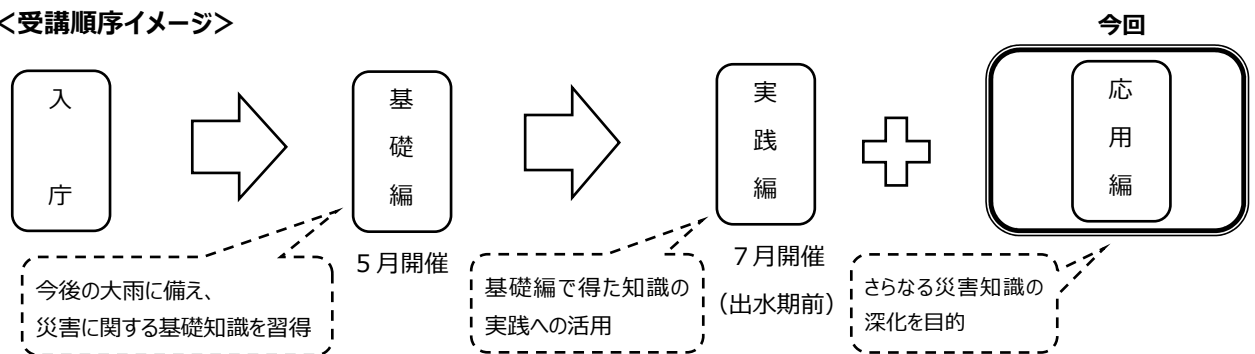 ＜受講順序イメージ＞
今回
入庁
基礎編
実践編
応用編
５月開催
７月開催
（出水期前）
今後の大雨に備え、
災害に関する基礎知識を習得
基礎編で得た知識の
実践への活用
さらなる災害知識の
深化を目的